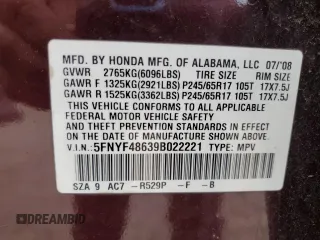 MFD. BY HONDA MFG. OF ALABAMA, LLC 07/'08
GVWR 2765KG(6096LBS) TIRE SIZE RIM SIZE
GAWR F 1325KG(2921LBS) P245/65R17 105T 17X7.5J
GAWR R 1525KG(3362LBS) P245/65R17 105T 17X7.5J
THIS VEHICLE CONFORMS TO ALL APPLICABLE
FEDERAL MOTOR VEHICLE SAFETY AND THEFT
PREVENTION STANDARDS IN EFFECT ON THE DATE
OF MANUFACTURE SHOWN ABOVE.
V.I.N.: 5FNYF48639B022221 TYPE: MPV
SZA 9 AC7 -R529P -F -B
DREAMBID